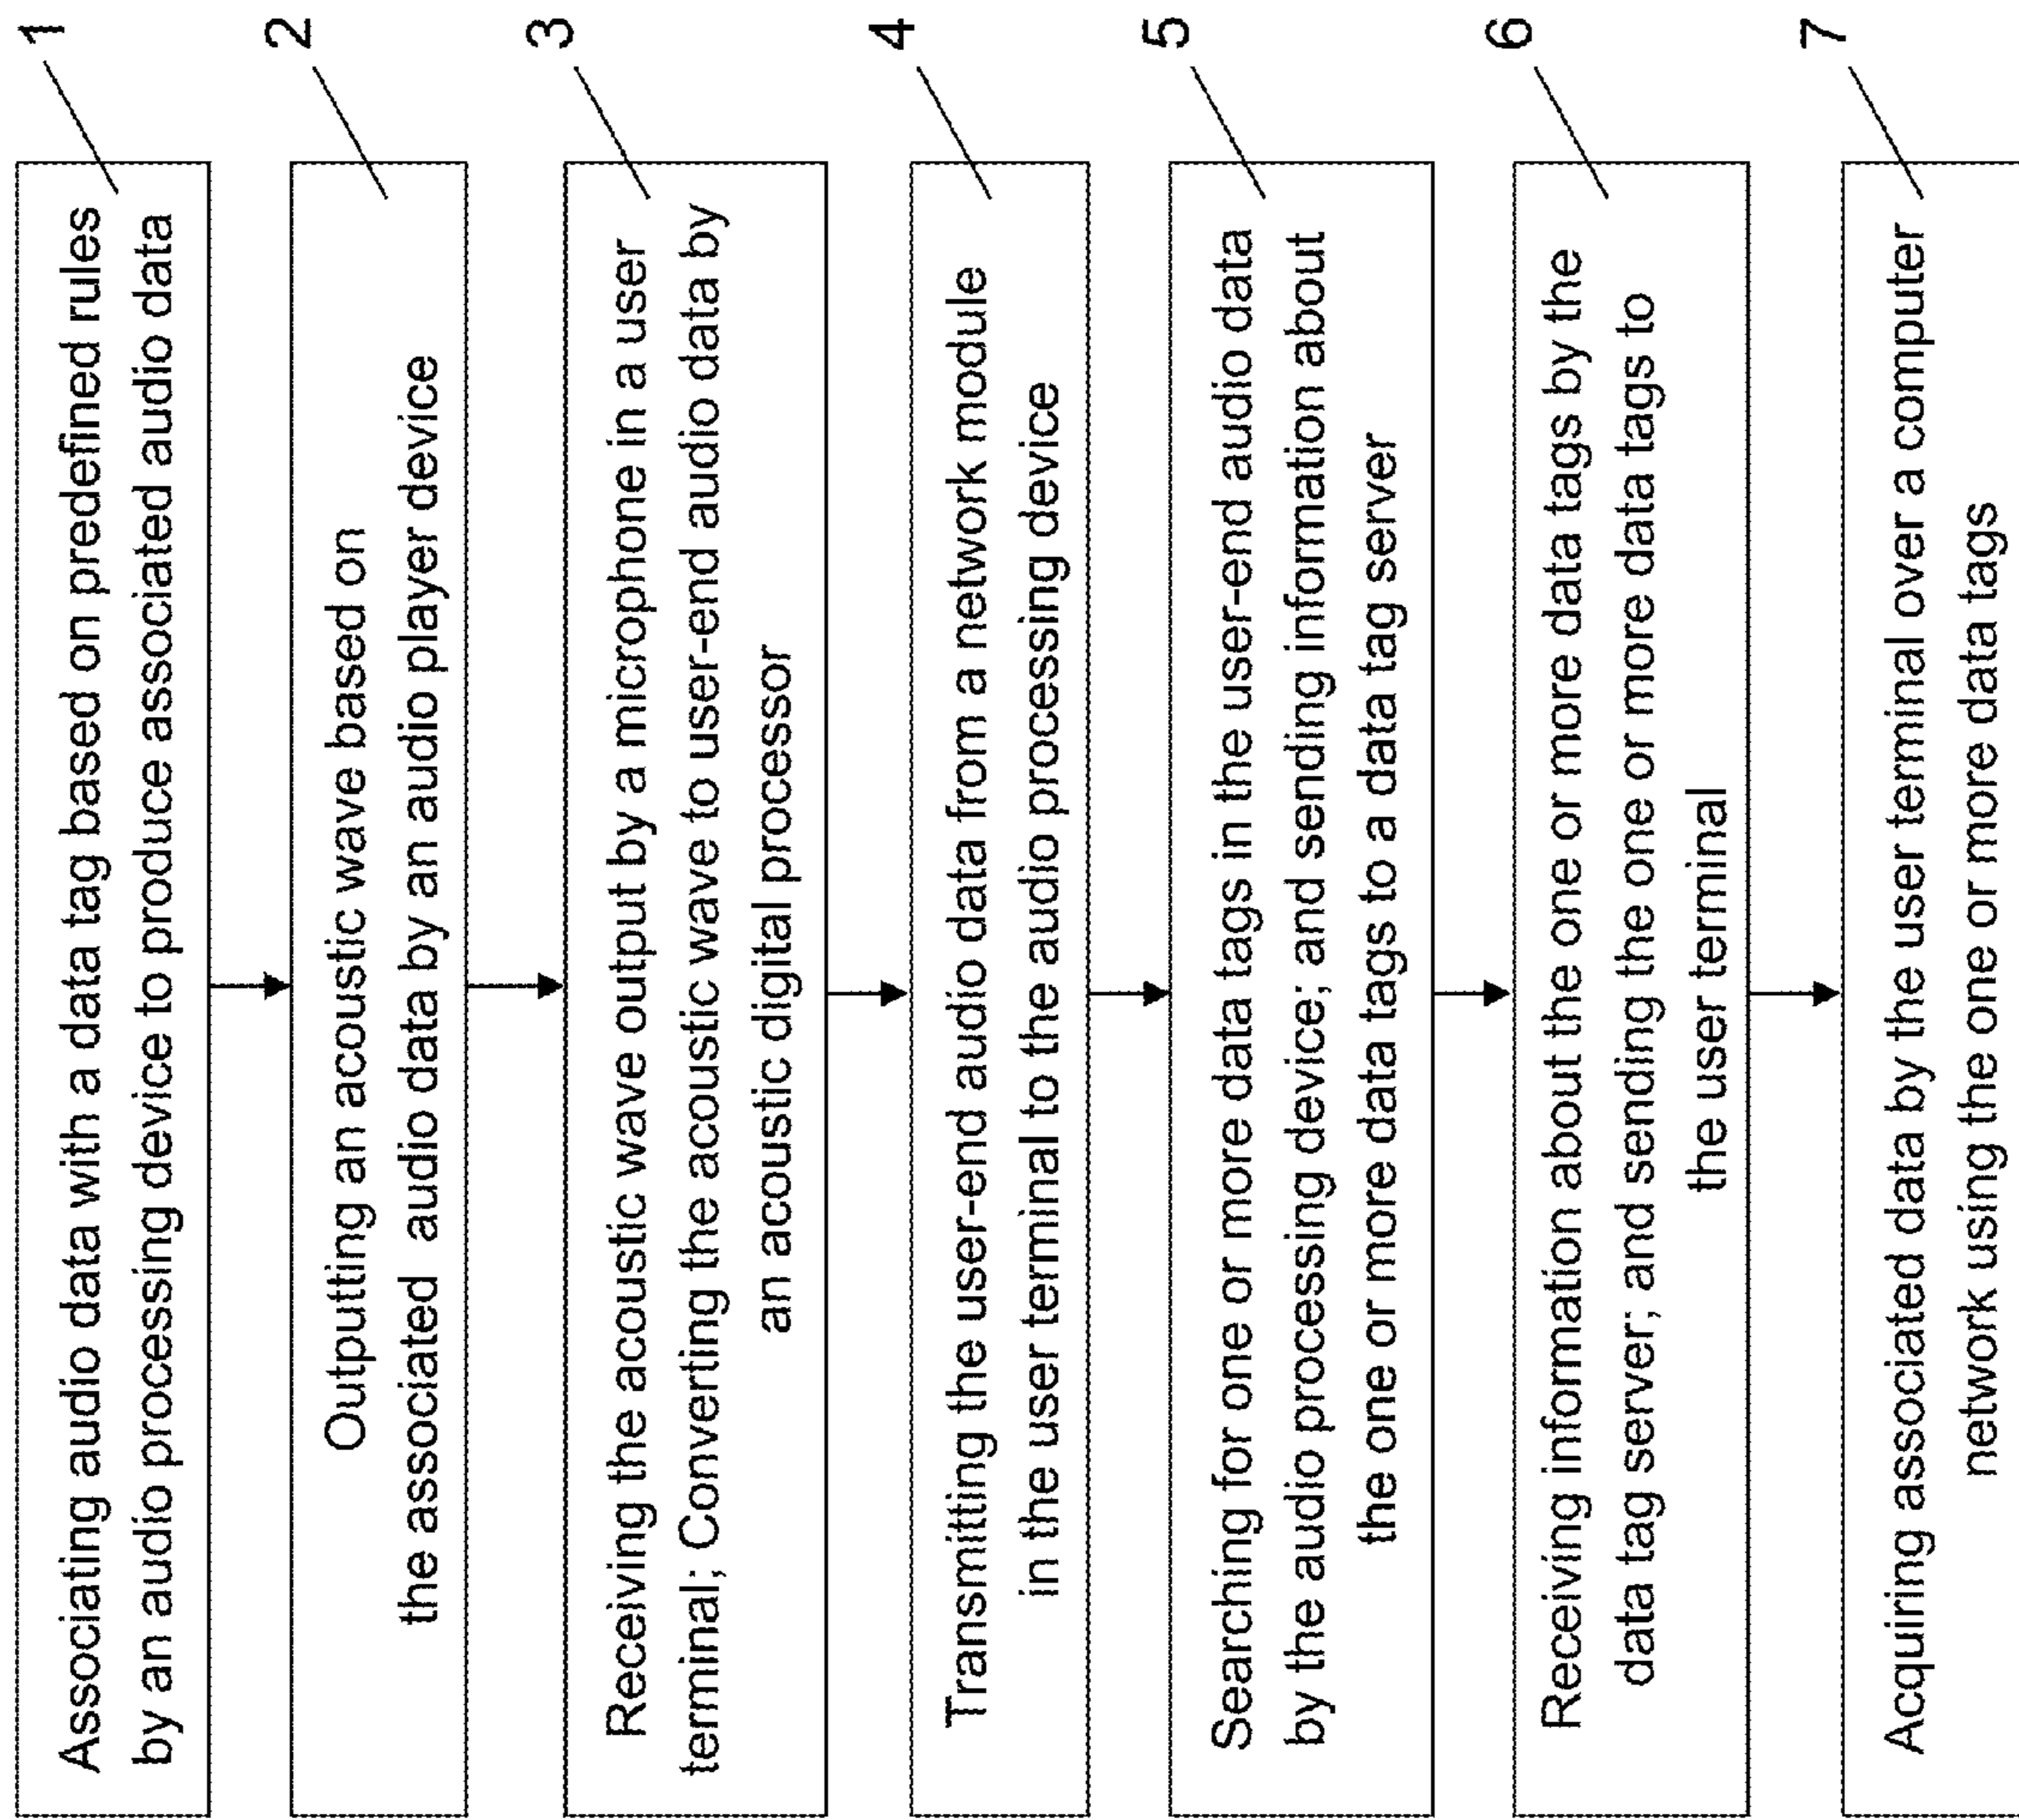 1
Associating audio data with a data tag based on predefined rules
by an audio processing device to produce associated audio data
2
Outputting an acoustic wave based on
the associated audio data by an audio player device
3
Receiving the acoustic wave output by a microphone in a user
terminal; Converting the acoustic wave to user-end audio data by
an acoustic digital processor
4
Transmitting the user-end audio data from a network module
in the user terminal to the audio processing device
5
Searching for one or more data tags in the user-end audio data
by the audio processing device; and sending information about
the one or more data tags to a data tag server
6
Receiving information about the one or more data tags by the
data tag server; and sending the one or more data tags to
the user terminal
7
Acquiring associated data by the user terminal over a computer
network using the one or more data tags